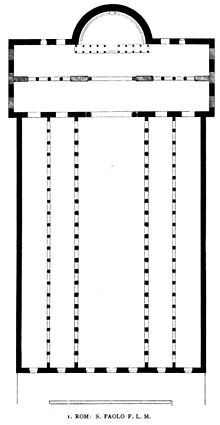 1. ROM: S. PAOLO F. L. M.